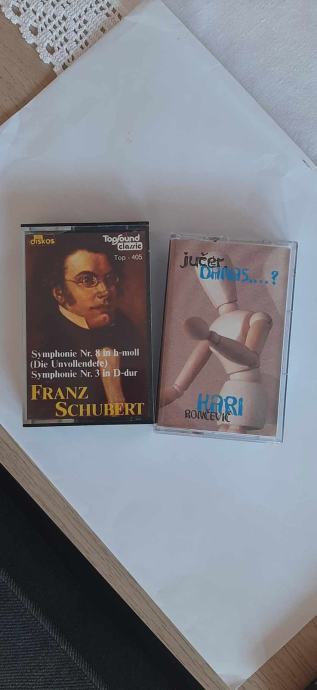 diskos
TopSound
classic
Top - 405
Symphonie Nr. 8 in h-moll
(Die Unvollendete)
Symphonie Nr. 3 in D-dur
FRANZ
SCHUBERT
jučer,
DANAS....?
HARI
RONČEVIĆ